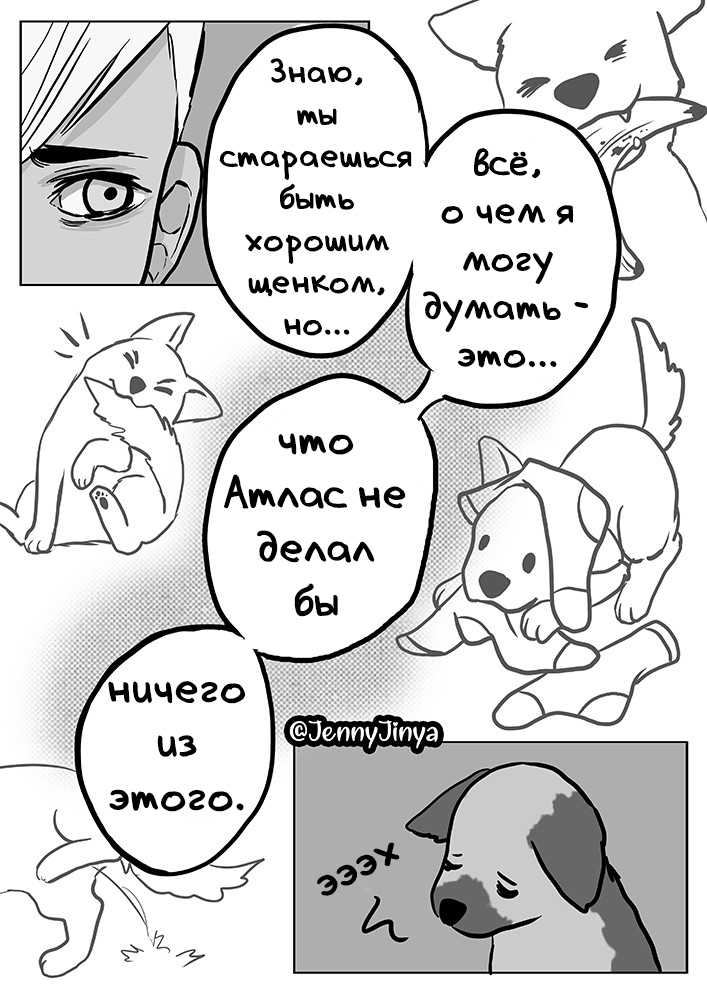 Знаю,
ты
стараешься
быть
хорошим
щенком,
но...
всё,
о чем я
могу
думать -
это...
что
Атлас не
делал
бы
ничего
из
этого.
@JennyJinya
эээх